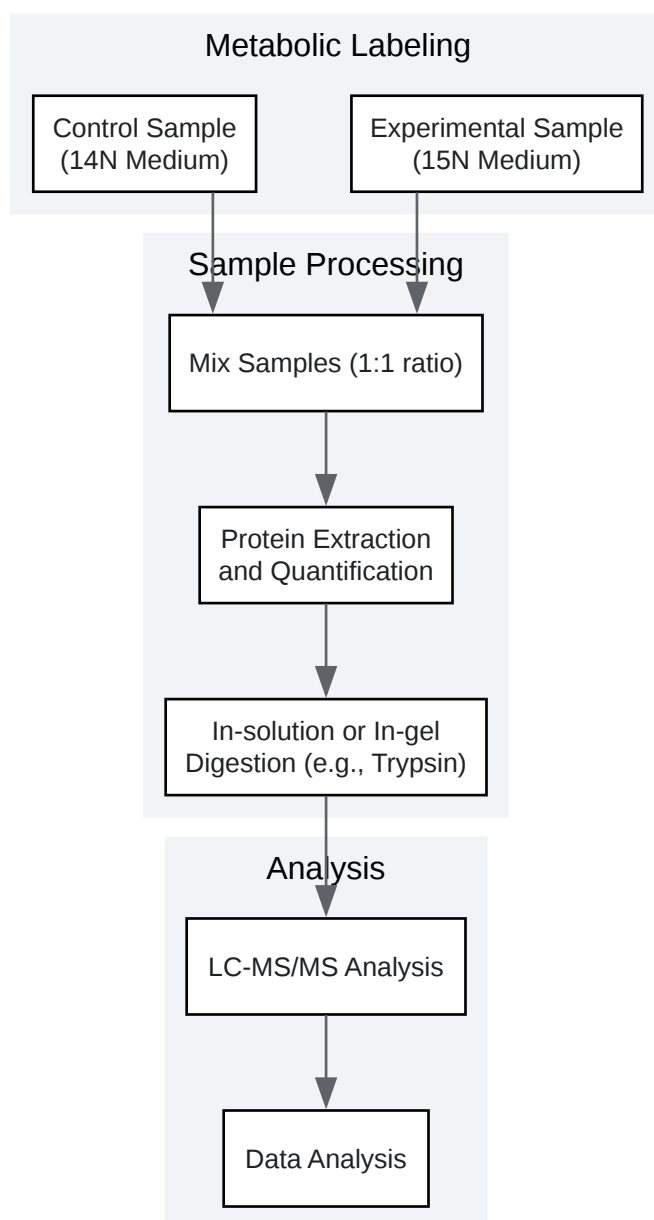 Metabolic Labeling
Control Sample
(14N Medium)
Experimental Sample
(15N Medium)
Sample Processing
Mix Samples (1:1 ratio)
Protein Extraction
and Quantification
In-solution or In-gel
Digestion (e.g., Trypsin)
Analysis
LC-MS/MS Analysis
Data Analysis